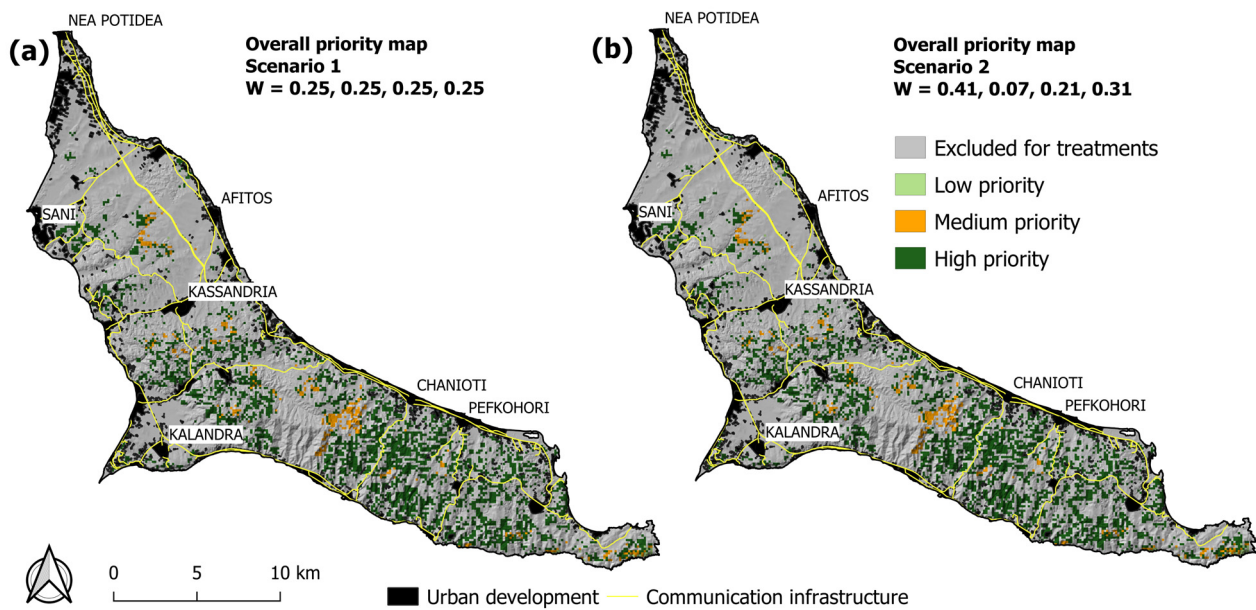 NEA POTIDEA
(a)
Overall priority map
Scenario 1
W = 0.25, 0.25, 0.25, 0.25
SANI
AFITOS
KASSANDRIA
CHANIOTI
PEFKOHORI
KALANDRA
NEA POTIDEA
(b)
Overall priority map
Scenario 2
W = 0.41, 0.07, 0.21, 0.31
Excluded for treatments
Low priority
Medium priority
High priority
SANI
AFITOS
KASSANDRIA
CHANIOTI
PEFKOHORI
KALANDRA
0 5 10 km
Urban development
Communication infrastructure